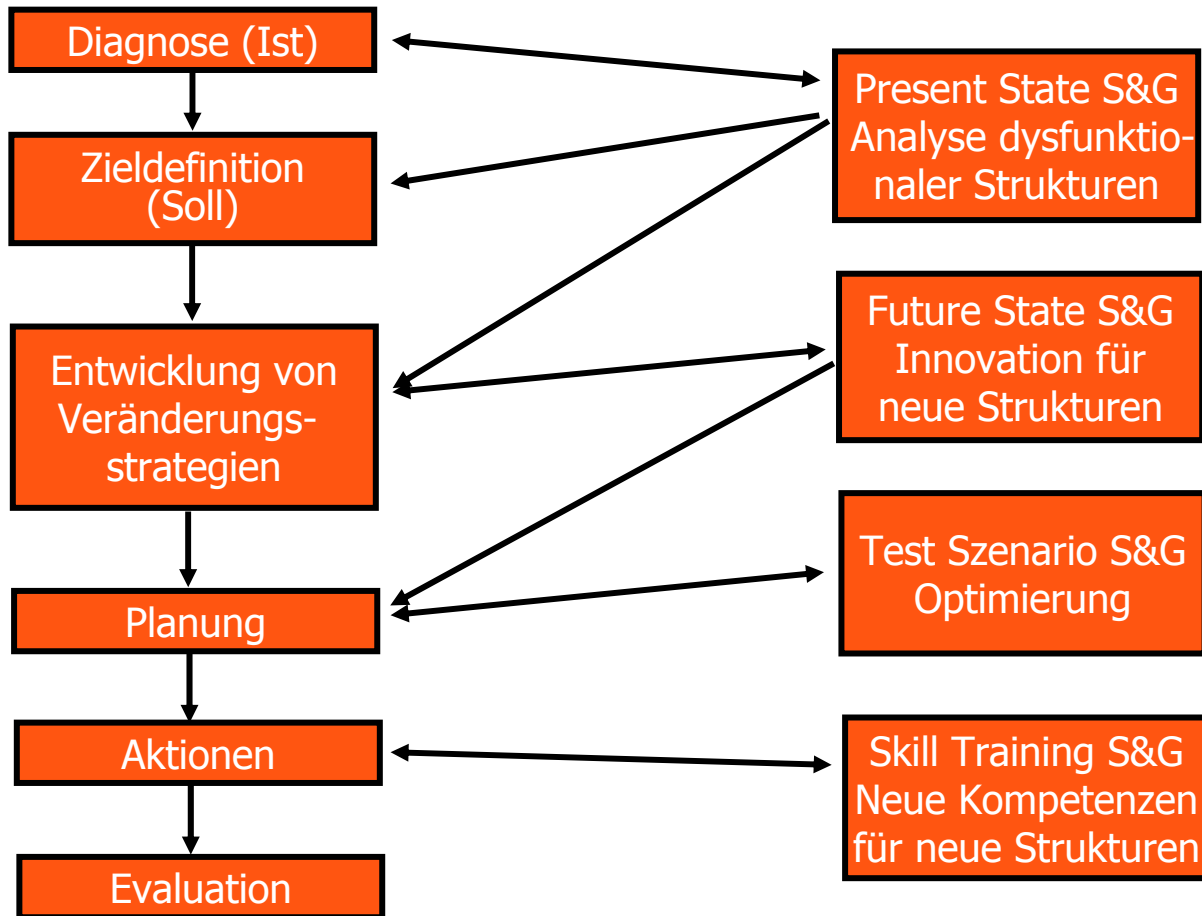 Diagnose (Ist)
Zieldefinition
(Soll)
Entwicklung von
Veränderungs-
strategien
Planung
Aktionen
Evaluation
Present State S&G
Analyse dysfunktio-
naler Strukturen
Future State S&G
Innovation für
neue Strukturen
Test Szenario S&G
Optimierung
Skill Training S&G
Neue Kompetenzen
für neue Strukturen